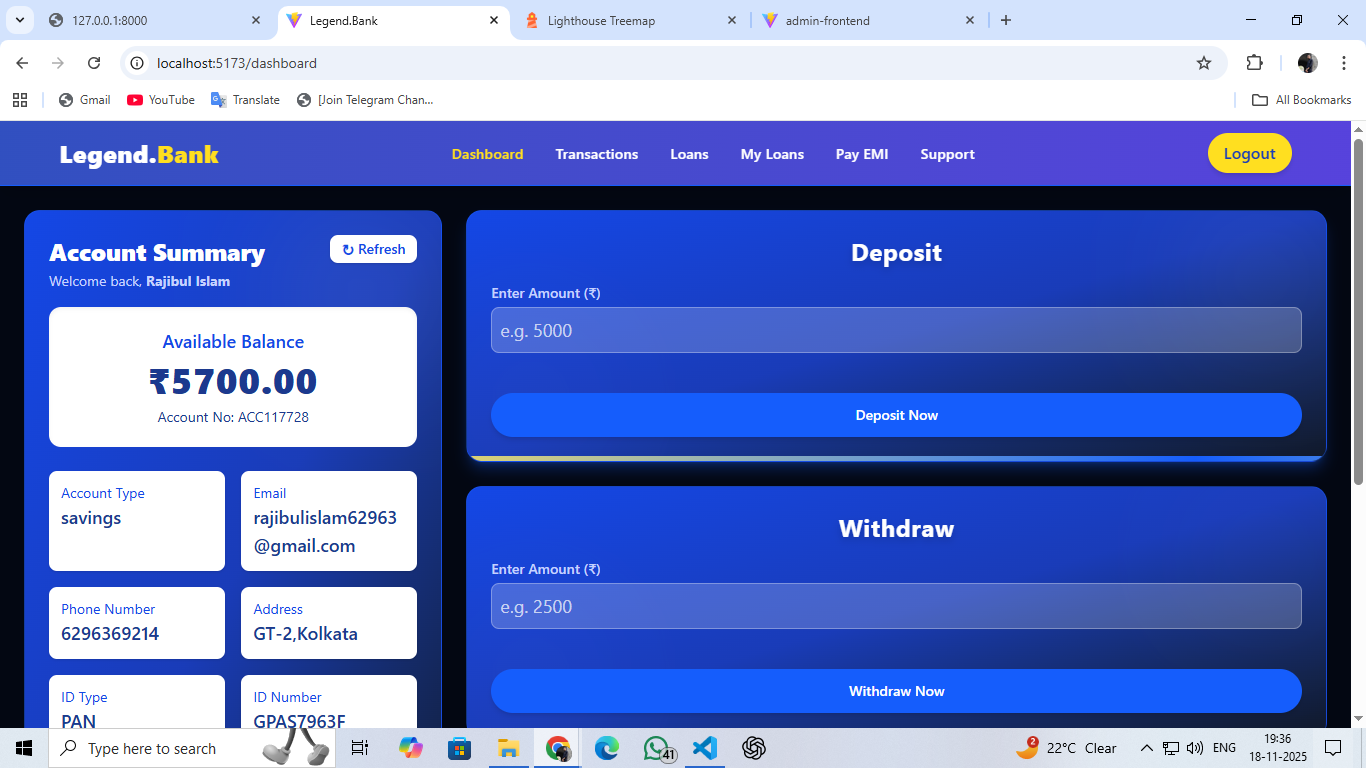 127.0.0.1:8000
Legend.Bank
Lighthouse Treemap
admin-frontend
localhost:5173/dashboard
Gmail
YouTube
Translate
[Join Telegram Chan...
All Bookmarks
Legend.Bank
Dashboard
Transactions
Loans
My Loans
Pay EMI
Support
Logout
Account Summary
↻ Refresh
Welcome back, Rajibul Islam
Available Balance
₹5700.00
Account No: ACC117728
Account Type
savings
Email
rajibulislam62963
@gmail.com
Phone Number
6296369214
Address
GT-2,Kolkata
ID Type
PAN
ID Number
GPAS7963F
Deposit
Enter Amount (₹)
e.g. 5000
Deposit Now
Withdraw
Enter Amount (₹)
e.g. 2500
Withdraw Now
Type here to search
41
2
22°C Clear
ENG
19:36
18-11-2025